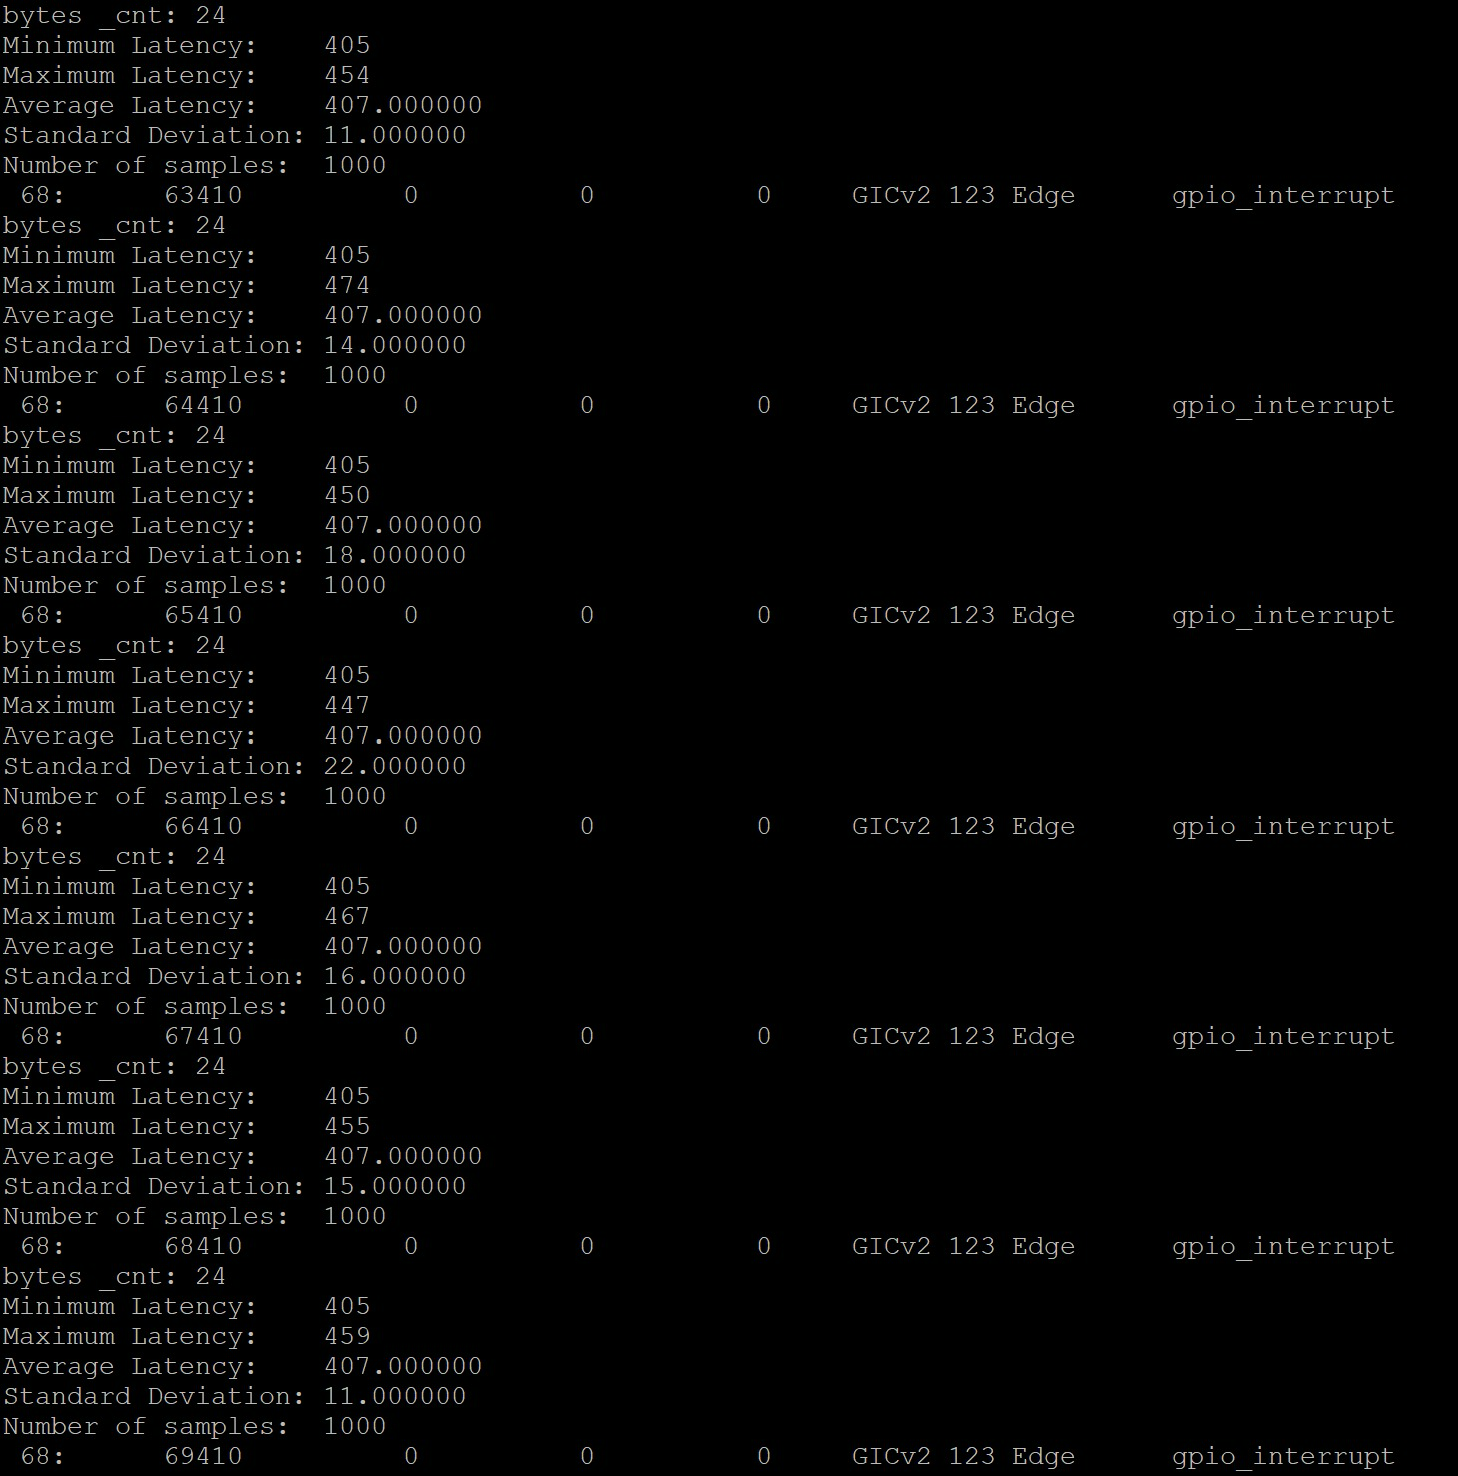 bytes _cnt: 24
Minimum Latency:    405
Maximum Latency:    454
Average Latency:    407.000000
Standard Deviation: 11.000000
Number of samples:  1000
 68:      63410          0          0          0     GICv2 123 Edge      gpio_interrupt
bytes _cnt: 24
Minimum Latency:    405
Maximum Latency:    474
Average Latency:    407.000000
Standard Deviation: 14.000000
Number of samples:  1000
 68:      64410          0          0          0     GICv2 123 Edge      gpio_interrupt
bytes _cnt: 24
Minimum Latency:    405
Maximum Latency:    450
Average Latency:    407.000000
Standard Deviation: 18.000000
Number of samples:  1000
 68:      65410          0          0          0     GICv2 123 Edge      gpio_interrupt
bytes _cnt: 24
Minimum Latency:    405
Maximum Latency:    447
Average Latency:    407.000000
Standard Deviation: 22.000000
Number of samples:  1000
 68:      66410          0          0          0     GICv2 123 Edge      gpio_interrupt
bytes _cnt: 24
Minimum Latency:    405
Maximum Latency:    467
Average Latency:    407.000000
Standard Deviation: 16.000000
Number of samples:  1000
 68:      67410          0          0          0     GICv2 123 Edge      gpio_interrupt
bytes _cnt: 24
Minimum Latency:    405
Maximum Latency:    455
Average Latency:    407.000000
Standard Deviation: 15.000000
Number of samples:  1000
 68:      68410          0          0          0     GICv2 123 Edge      gpio_interrupt
bytes _cnt: 24
Minimum Latency:    405
Maximum Latency:    459
Average Latency:    407.000000
Standard Deviation: 11.000000
Number of samples:  1000
 68:      69410          0          0          0     GICv2 123 Edge      gpio_interrupt